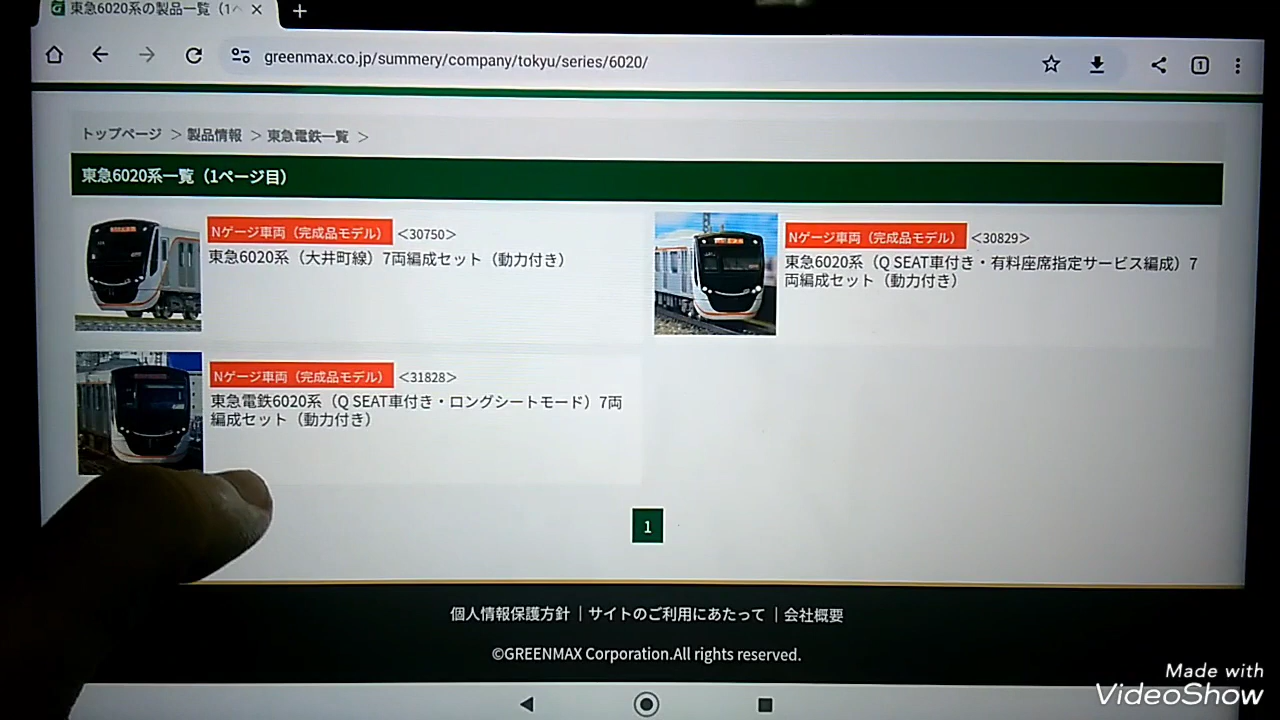 東急6020系の製品一覧（1
greenmax.co.jp/summery/company/tokyu/series/6020/
1
トップページ ＞製品情報 ＞東急電鉄一覧 ＞
東急6020系一覧（1ページ目）
Nゲージ車両（完成品モデル） ＜30750＞
東急6020系（大井町線）7両編成セット（動力付き）
Nゲージ車両（完成品モデル） ＜30829＞
東急6020系（Q SEAT車付き・有料座席指定サービス編成）7
両編成セット（動力付き）
Nゲージ車両（完成品モデル） ＜31828＞
東急電鉄6020系（Q SEAT車付き・ロングシートモード）7両
編成セット（動力付き）
1
個人情報保護方針 ｜サイトのご利用にあたって ｜会社概要
©GREENMAX Corporation.All rights reserved.
Made with
VideoShow